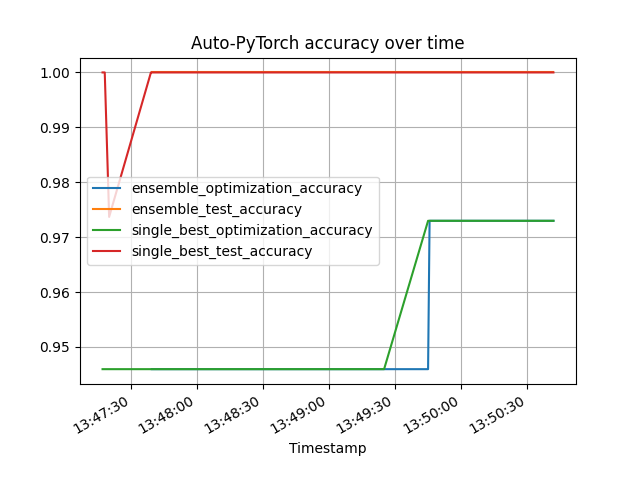 Auto-PyTorch accuracy over time
1.00
0.99
0.98
0.97
0.96
0.95
ensemble_optimization_accuracy
ensemble_test_accuracy
single_best_optimization_accuracy
single_best_test_accuracy
13:47:30
13:48:00
13:48:30
13:49:00
13:49:30
13:50:00
13:50:30
Timestamp